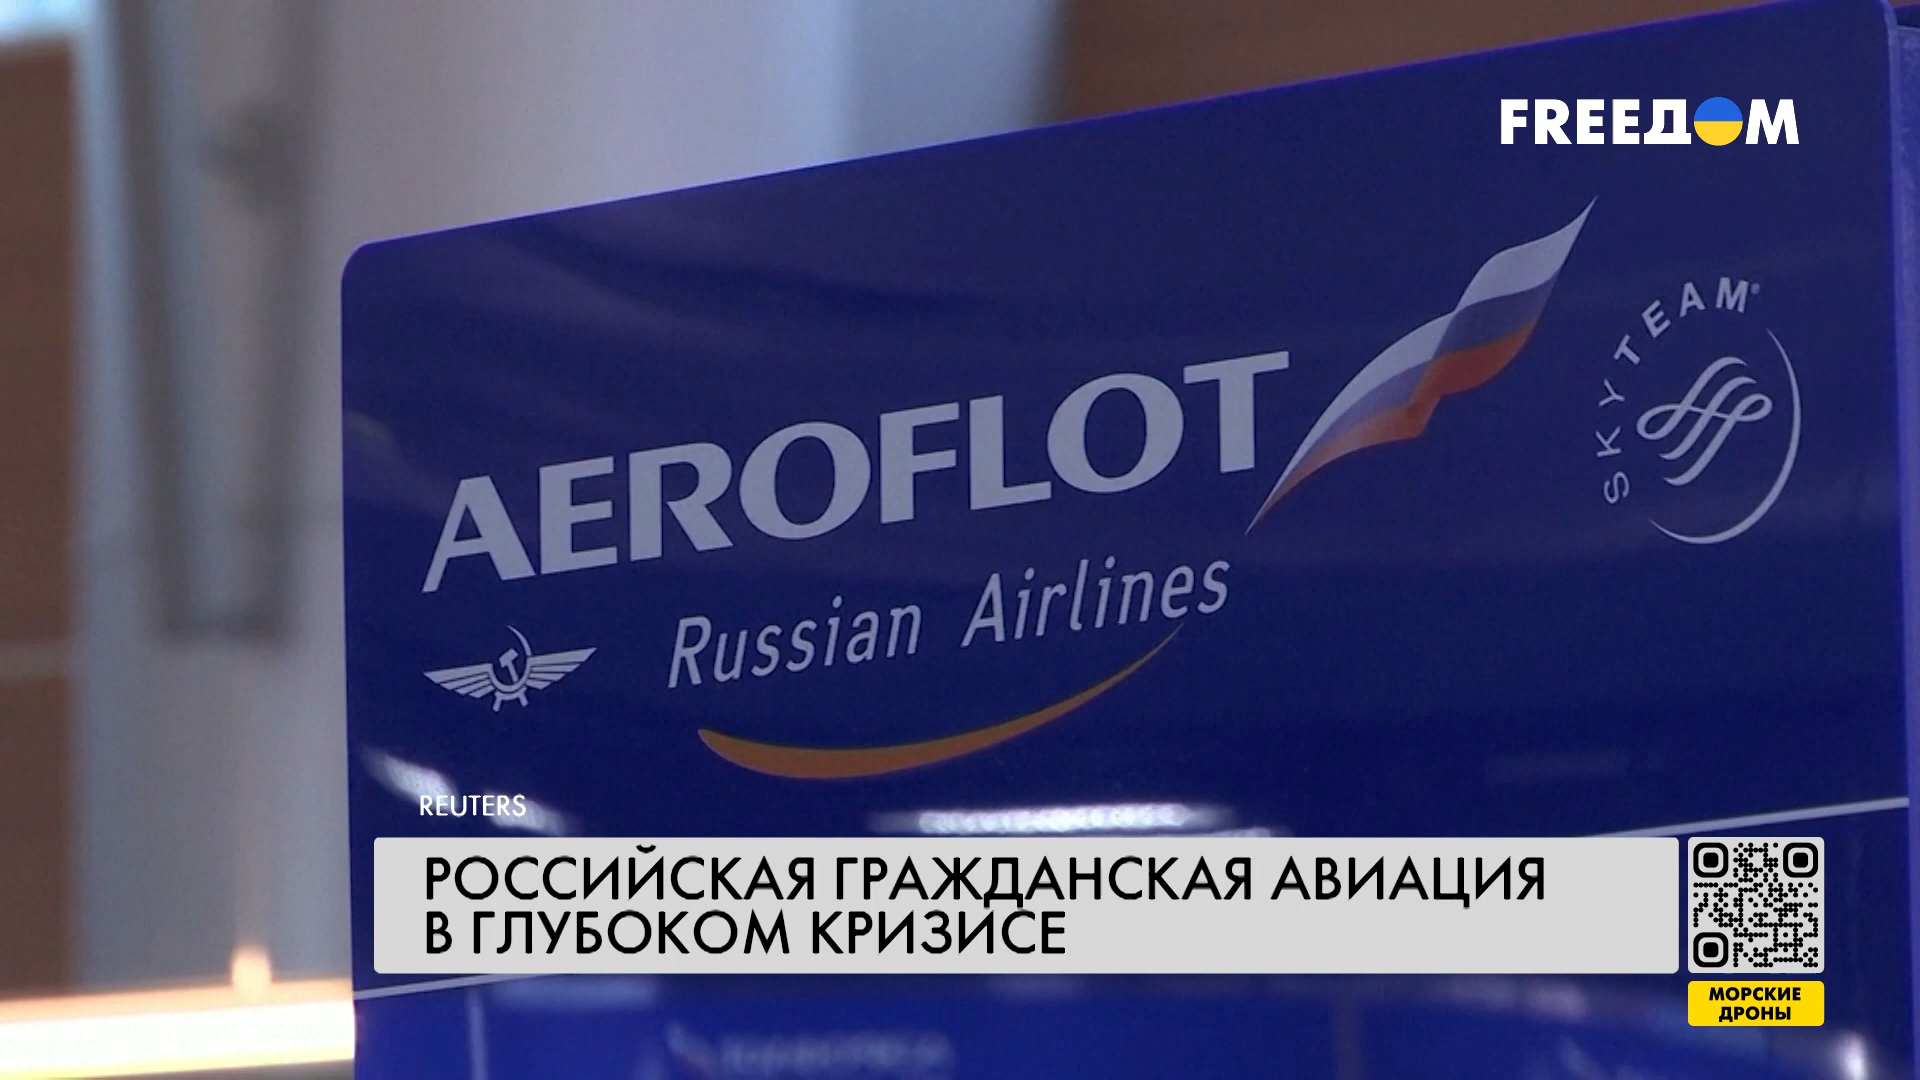 FREEДOM
SKYTEAM
AEROFLOT
Russian Airlines
REUTERS
РОССИЙСКАЯ ГРАЖДАНСКАЯ АВИАЦИЯ
В ГЛУБОКОМ КРИЗИСЕ
МОРСКИЕ
ДРОНЫ